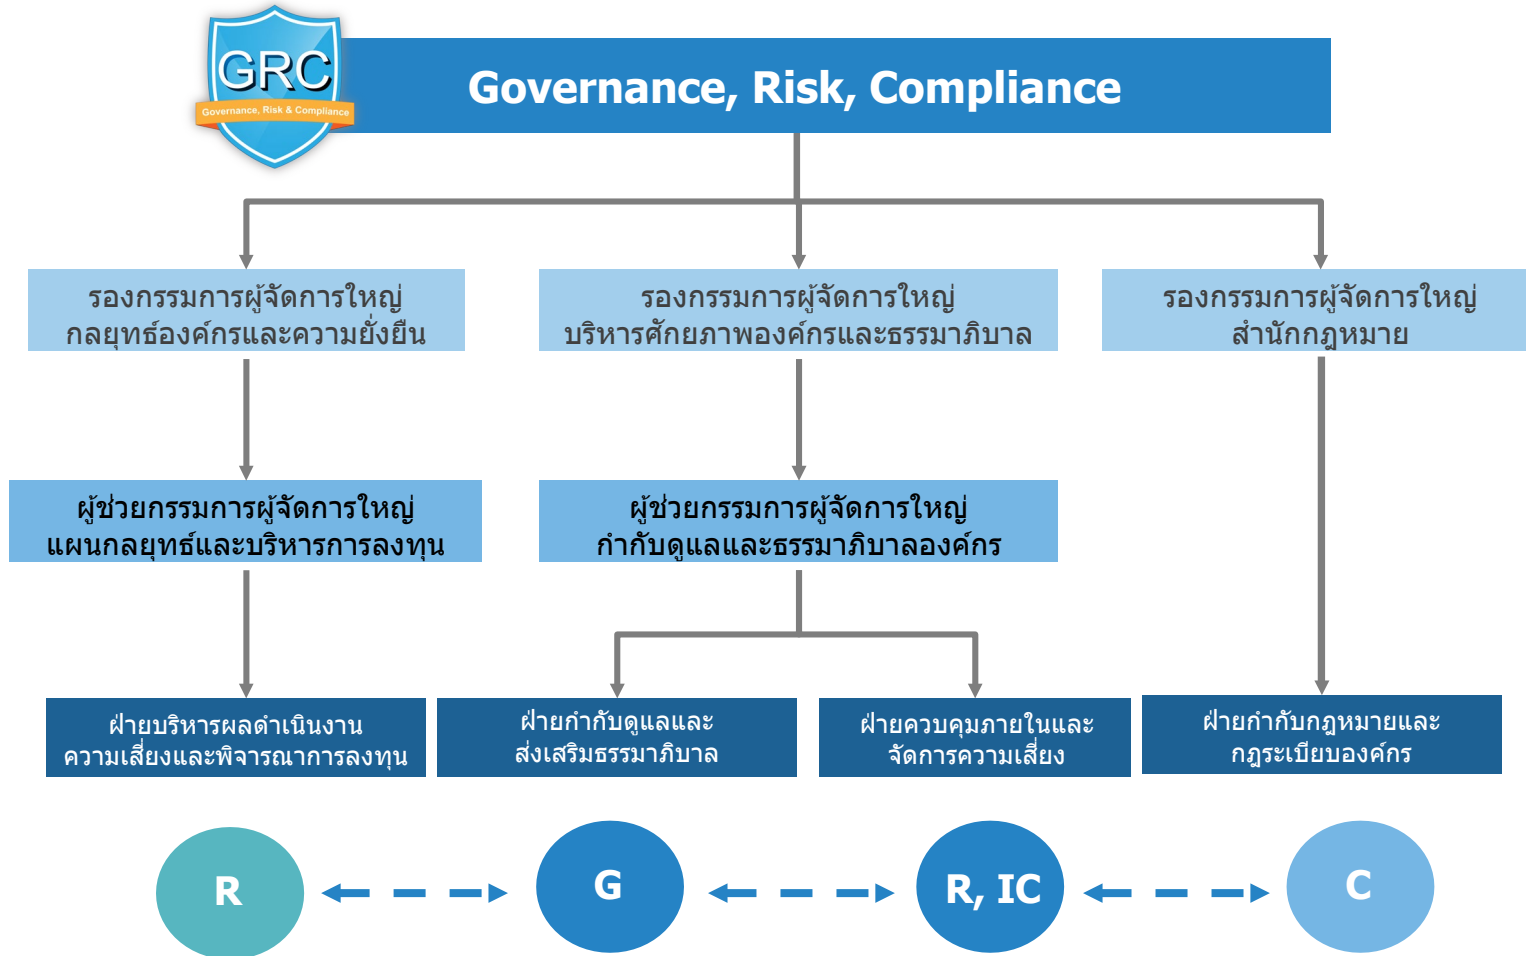 GRC
Governance, Risk & Compliance
Governance, Risk, Compliance
รองกรรมการผู้จัดการใหญ่
กลยุทธ์องค์กรและความยั่งยืน
รองกรรมการผู้จัดการใหญ่
บริหารศักยภาพองค์กรและธรรมาภิบาล
รองกรรมการผู้จัดการใหญ่
สำนักกฎหมาย
ผู้ช่วยกรรมการผู้จัดการใหญ่
แผนกลยุทธ์และบริหารการลงทุน
ผู้ช่วยกรรมการผู้จัดการใหญ่
กำกับดูแลและธรรมาภิบาลองค์กร
ฝ่ายบริหารผลดำเนินงาน
ความเสี่ยงและพิจารณาการลงทุน
ฝ่ายกำกับดูแลและ
ส่งเสริมธรรมาภิบาล
ฝ่ายควบคุมภายในและ
จัดการความเสี่ยง
ฝ่ายกำกับกฎหมายและ
กฎระเบียบองค์กร
R
G
R, IC
C